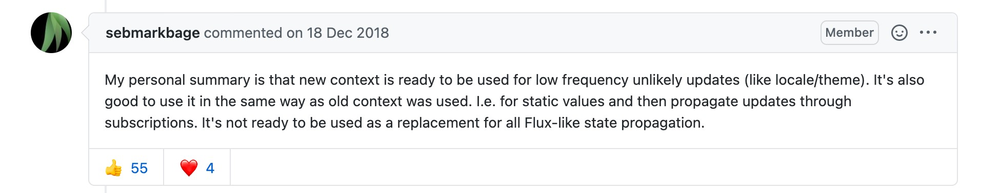 sebmarkbage commented on 18 Dec 2018
Member
My personal summary is that new context is ready to be used for low frequency unlikely updates (like locale/theme). It's also
good to use it in the same way as old context was used. I.e. for static values and then propagate updates through
subscriptions. It's not ready to be used as a replacement for all Flux-like state propagation.
👍 55
❤️ 4